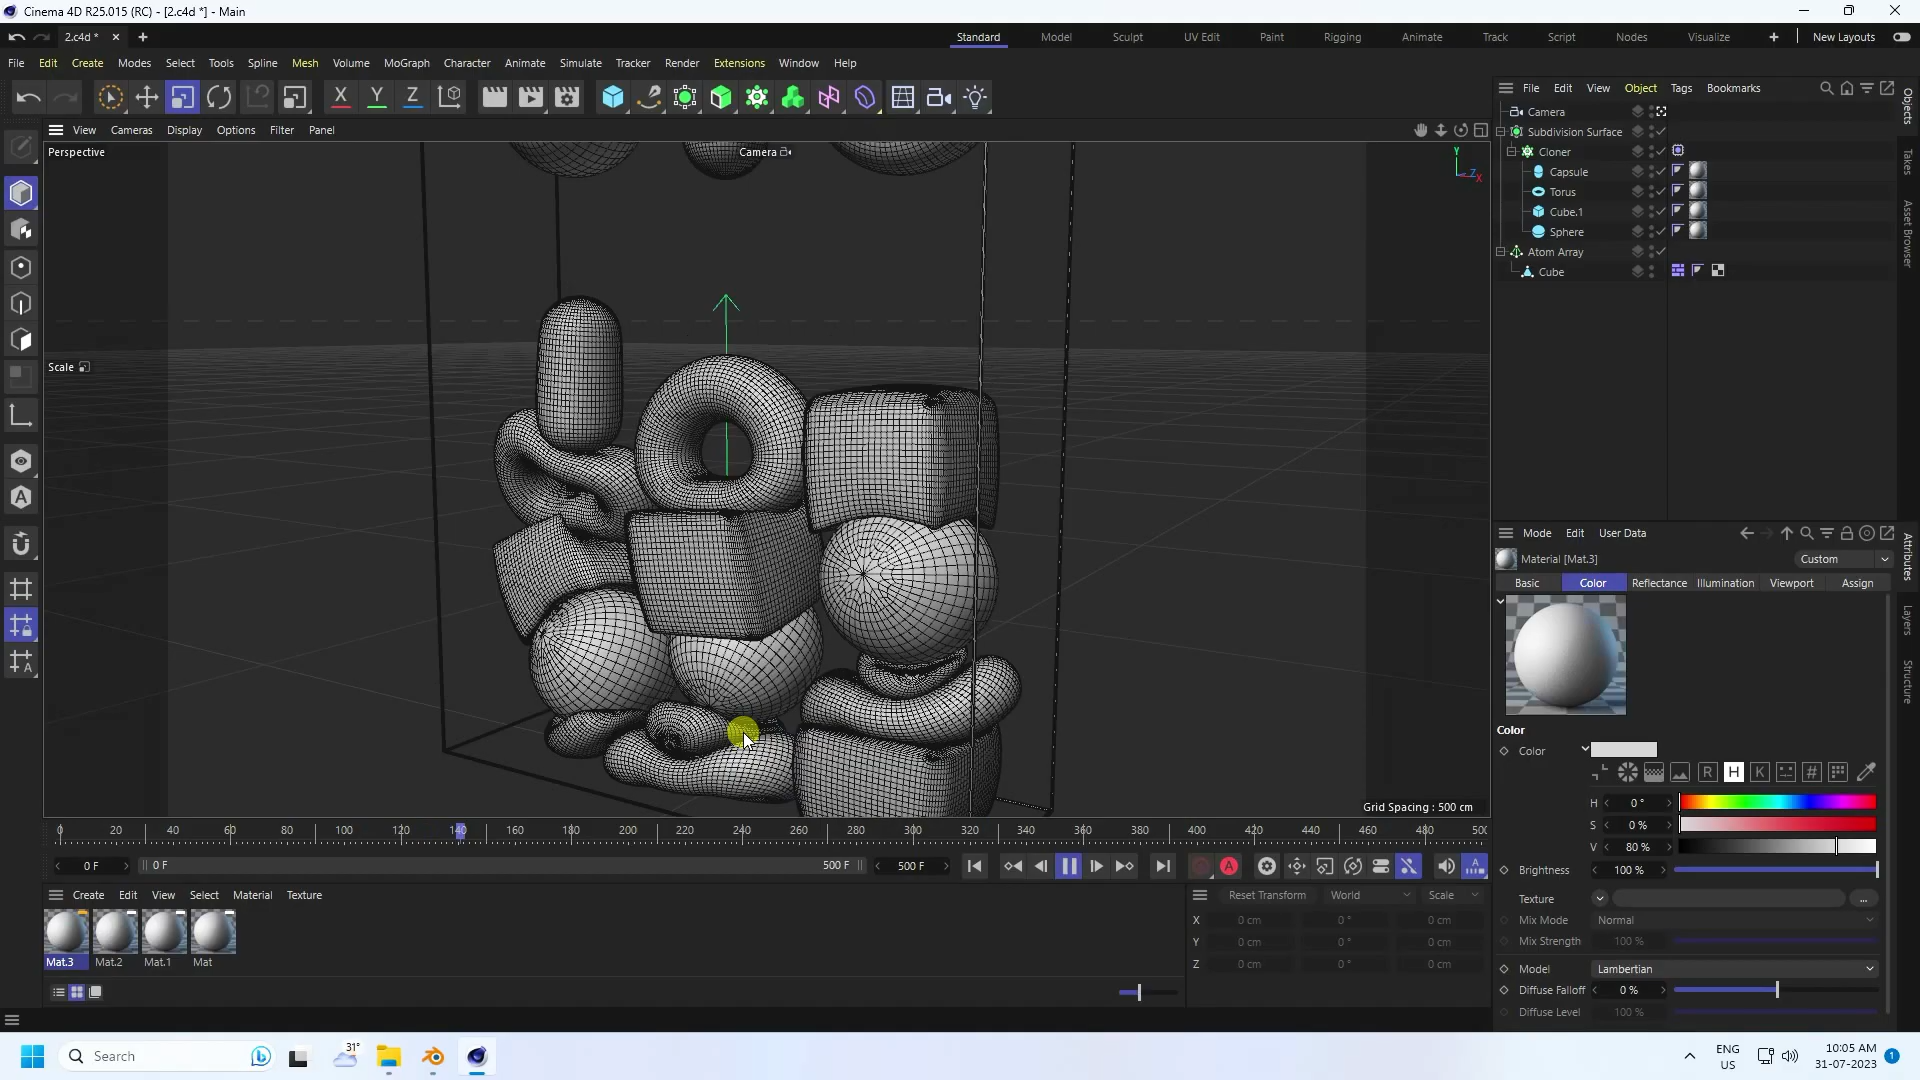 Cinema 4D R25.015 (RC) - [2.c4d *] - Main
2.c4d *
Standard Model Sculpt UV Edit Paint Rigging Animate Track Script Nodes Visualize New Layouts
File Edit Create Modes Select Tools Spline Mesh Volume MoGraph Character Animate Simulate Tracker Render Extensions Window Help
X Y Z
File Edit View Object Tags Bookmarks
View Cameras Display Options Filter Panel
Perspective
Camera
Y
Z X
Scale
Grid Spacing : 500 cm
Camera
Subdivision Surface
Cloner
Capsule
Torus
Cube.1
Sphere
Atom Array
Cube
Objects
Takes
Asset Browser
Attributes
Layers
Structure
Mode Edit User Data
Material [Mat.3]
Custom
Basic Color Reflectance Illumination Viewport Assign
Color
Color
R H K #
H 0 °
S 0 %
V 80 %
Brightness 100 %
Texture ...
Mix Mode Normal
Mix Strength 100 %
Model Lambertian
Diffuse Falloff 0 %
Diffuse Level 100 %
0 20 40 60 80 100 120 140 160 180 200 220 240 260 280 300 320 340 360 380 400 420 440 460 480 500
0 F 0 F 500 F 500 F
Create Edit View Select Material Texture
Mat.3 Mat.2 Mat.1 Mat
Reset Transform World Scale
X 0 cm 0 ° 0 cm
Y 0 cm 0 ° 0 cm
Z 0 cm 0 ° 0 cm
Search
31°
ENG
US
10:05 AM
31-07-2023
1